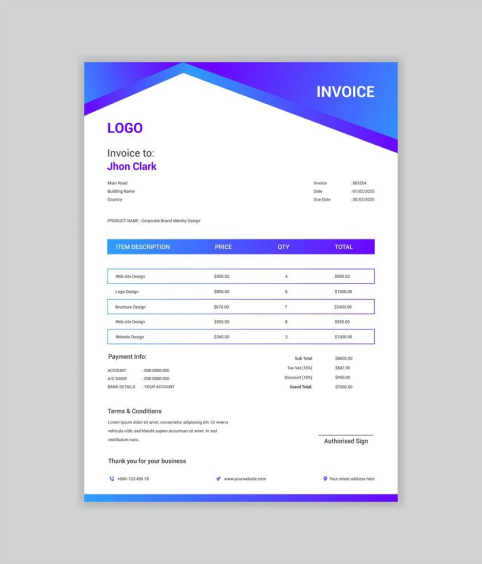 INVOICE
LOGO
Invoice to:
Jhon Clark
Main Road
Building Name
Country
Invoice : 565254
Date : 01/02/2025
Due Date : 30/02/2025
PRODUCT NAME : Corporate Brand Identity Design
ITEM DESCRIPTION PRICE QTY TOTAL
Web site Design $500.00 4 $900.00
Logo Design $890.00 6 $1000.00
Brochure Design $670.00 7 $2400.00
Web site Design $550.00 8 $550.00
Website Design $340.00 3 $1000.00
Payment Info:
ACCOUNT : 000 0000 000
A/C NAME : 000 0000 000
BANK DETAILS : YOUR ACCOUNT
Sub Total $8600.00
Fax Vat (15%) $687.00
Discount (10%) $460.00
Grand Total: $7560.00
Terms & Conditions
Lorem ipsum dolor sit amet, consectetur adipiscing elit. Et viverra
vehicula nibh, sed blandit sapien accumsan sit amet. In sed
vestibulum nunc.
Authorised Sign
Thank you for your business
+000 123 456 78
www.yourwebsite.com
Your street address here